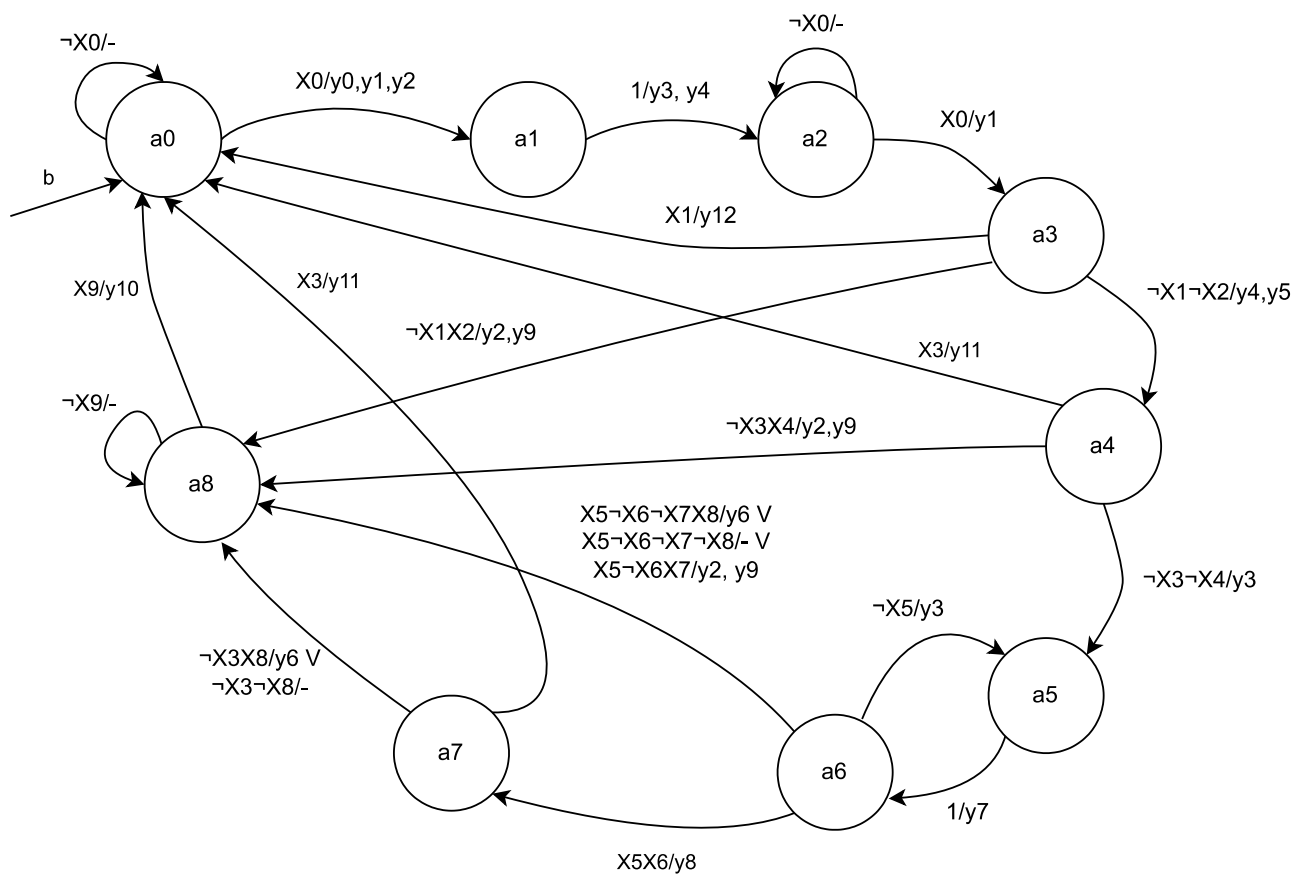 ¬X0/-
¬X0/-
X0/y0,y1,y2
1/y3, y4
X0/y1
a0
a1
a2
b
X1/y12
a3
X9/y10
X3/y11
¬X1¬X2/y4,y5
¬X1X2/y2,y9
X3/y11
¬X9/-
¬X3X4/y2,y9
a4
a8
X5¬X6¬X7X8/y6 V
X5¬X6¬X7¬X8/- V
X5¬X6X7/y2, y9
¬X3¬X4/y3
¬X5/y3
¬X3X8/y6 V
¬X3¬X8/-
a5
a7
a6
1/y7
X5X6/y8